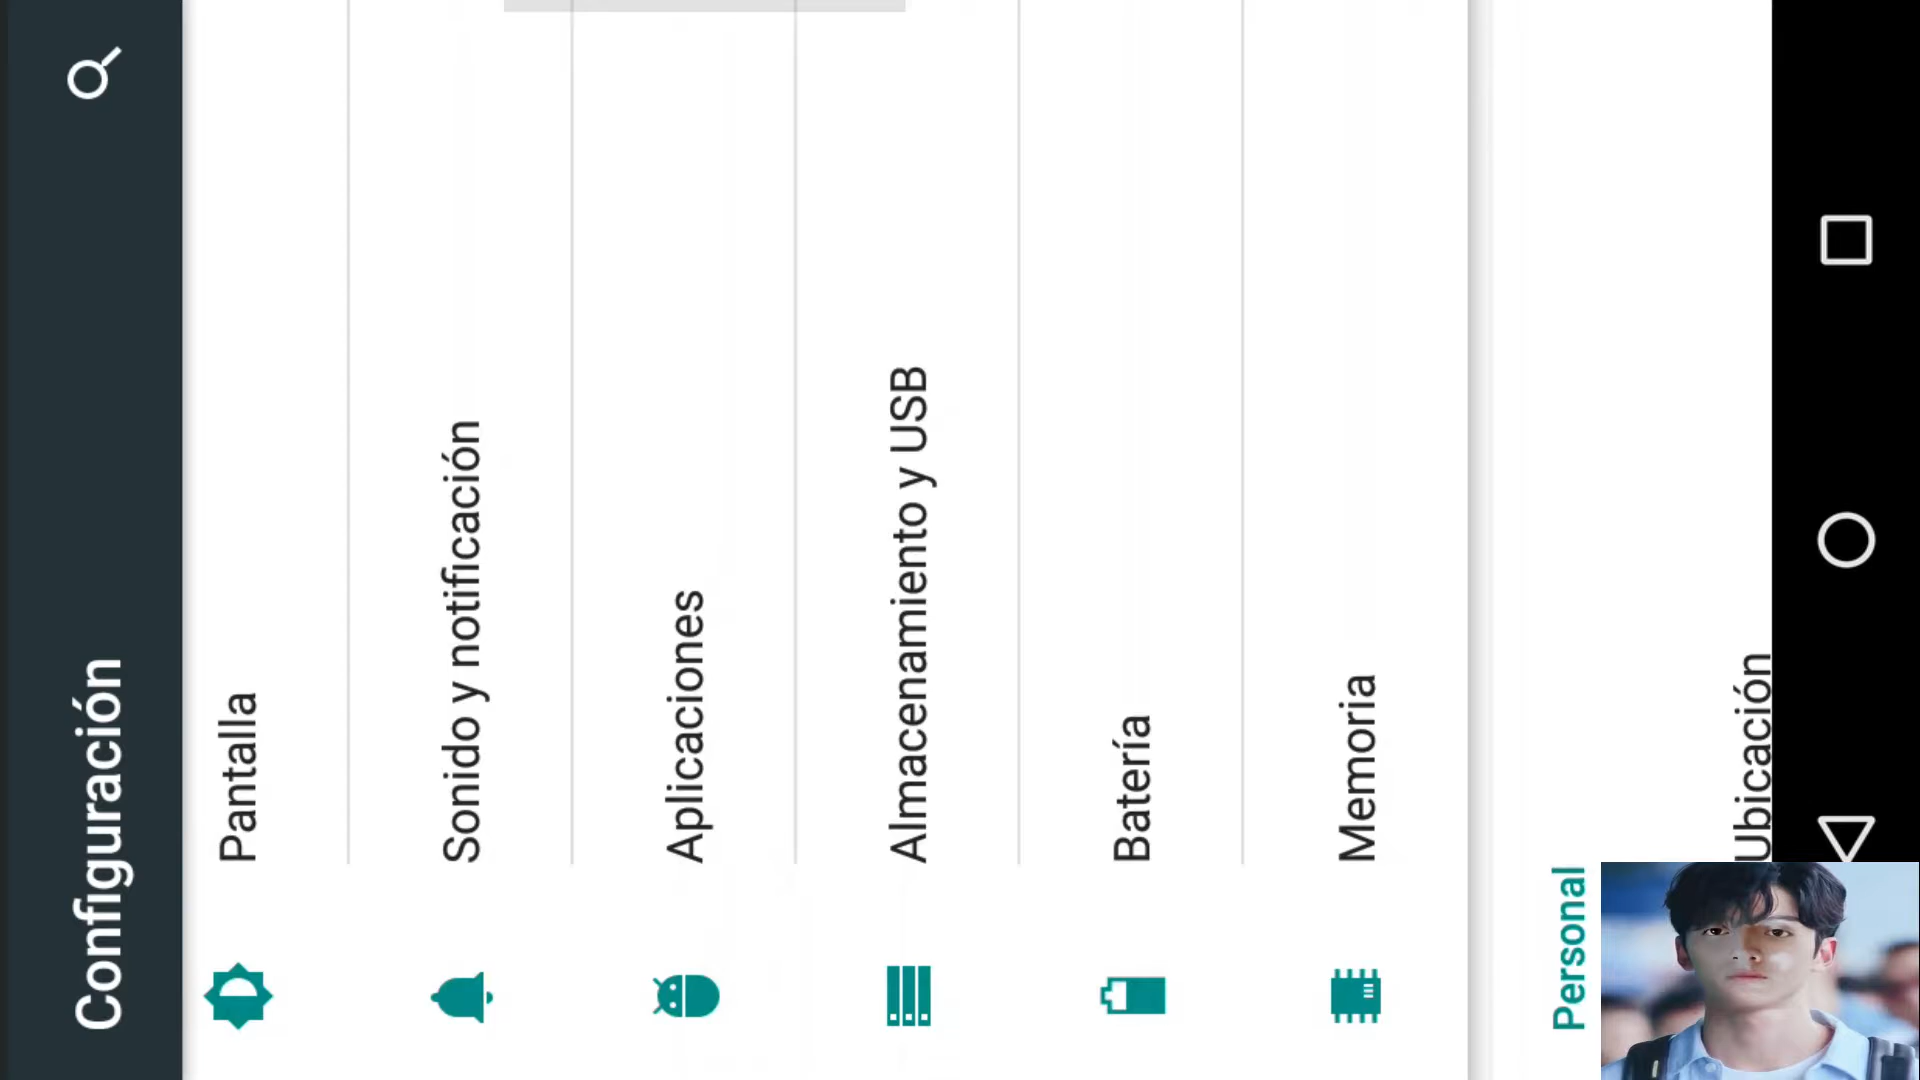 Configuración
Pantalla
Sonido y notificación
Aplicaciones
Almacenamiento y USB
Batería
Memoria
Personal
Ubicación